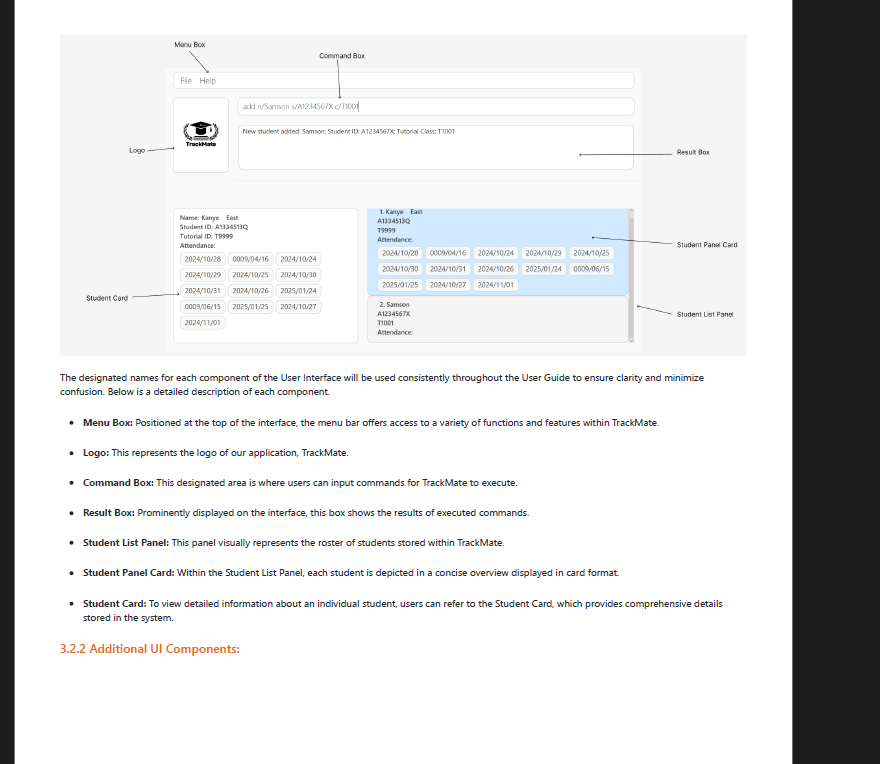 Menu Box
Command Box
File Help
add n/Samson s/A1234567X c/T1001
TrackMate
New student added: Samson; Student ID: A1234567X; Tutorial Class: T1001
Logo
Result Box
Name: Kanye East
Student ID: A1334513Q
Tutorial ID: T9999
Attendance:
2024/10/28 0009/04/16 2024/10/24
2024/10/29 2024/10/25 2024/10/30
2024/10/31 2024/10/26 2025/01/24
0009/06/15 2025/01/25 2024/10/27
2024/11/01
Student Card
1. Kanye East
A1334513Q
T9999
Attendance:
2024/10/28 0009/04/16 2024/10/24 2024/10/29 2024/10/25
2024/10/30 2024/10/31 2024/10/26 2025/01/24 0009/06/15
2025/01/25 2024/10/27 2024/11/01
Student Panel Card
2. Samson
A1234567X
T1001
Attendance:
Student List Panel
The designated names for each component of the User Interface will be used consistently throughout the User Guide to ensure clarity and minimize
confusion. Below is a detailed description of each component.
• Menu Box: Positioned at the top of the interface, the menu bar offers access to a variety of functions and features within TrackMate.
• Logo: This represents the logo of our application, TrackMate.
• Command Box: This designated area is where users can input commands for TrackMate to execute.
• Result Box: Prominently displayed on the interface, this box shows the results of executed commands.
• Student List Panel: This panel visually represents the roster of students stored within TrackMate.
• Student Panel Card: Within the Student List Panel, each student is depicted in a concise overview displayed in card format.
• Student Card: To view detailed information about an individual student, users can refer to the Student Card, which provides comprehensive details
stored in the system.
3.2.2 Additional UI Components: